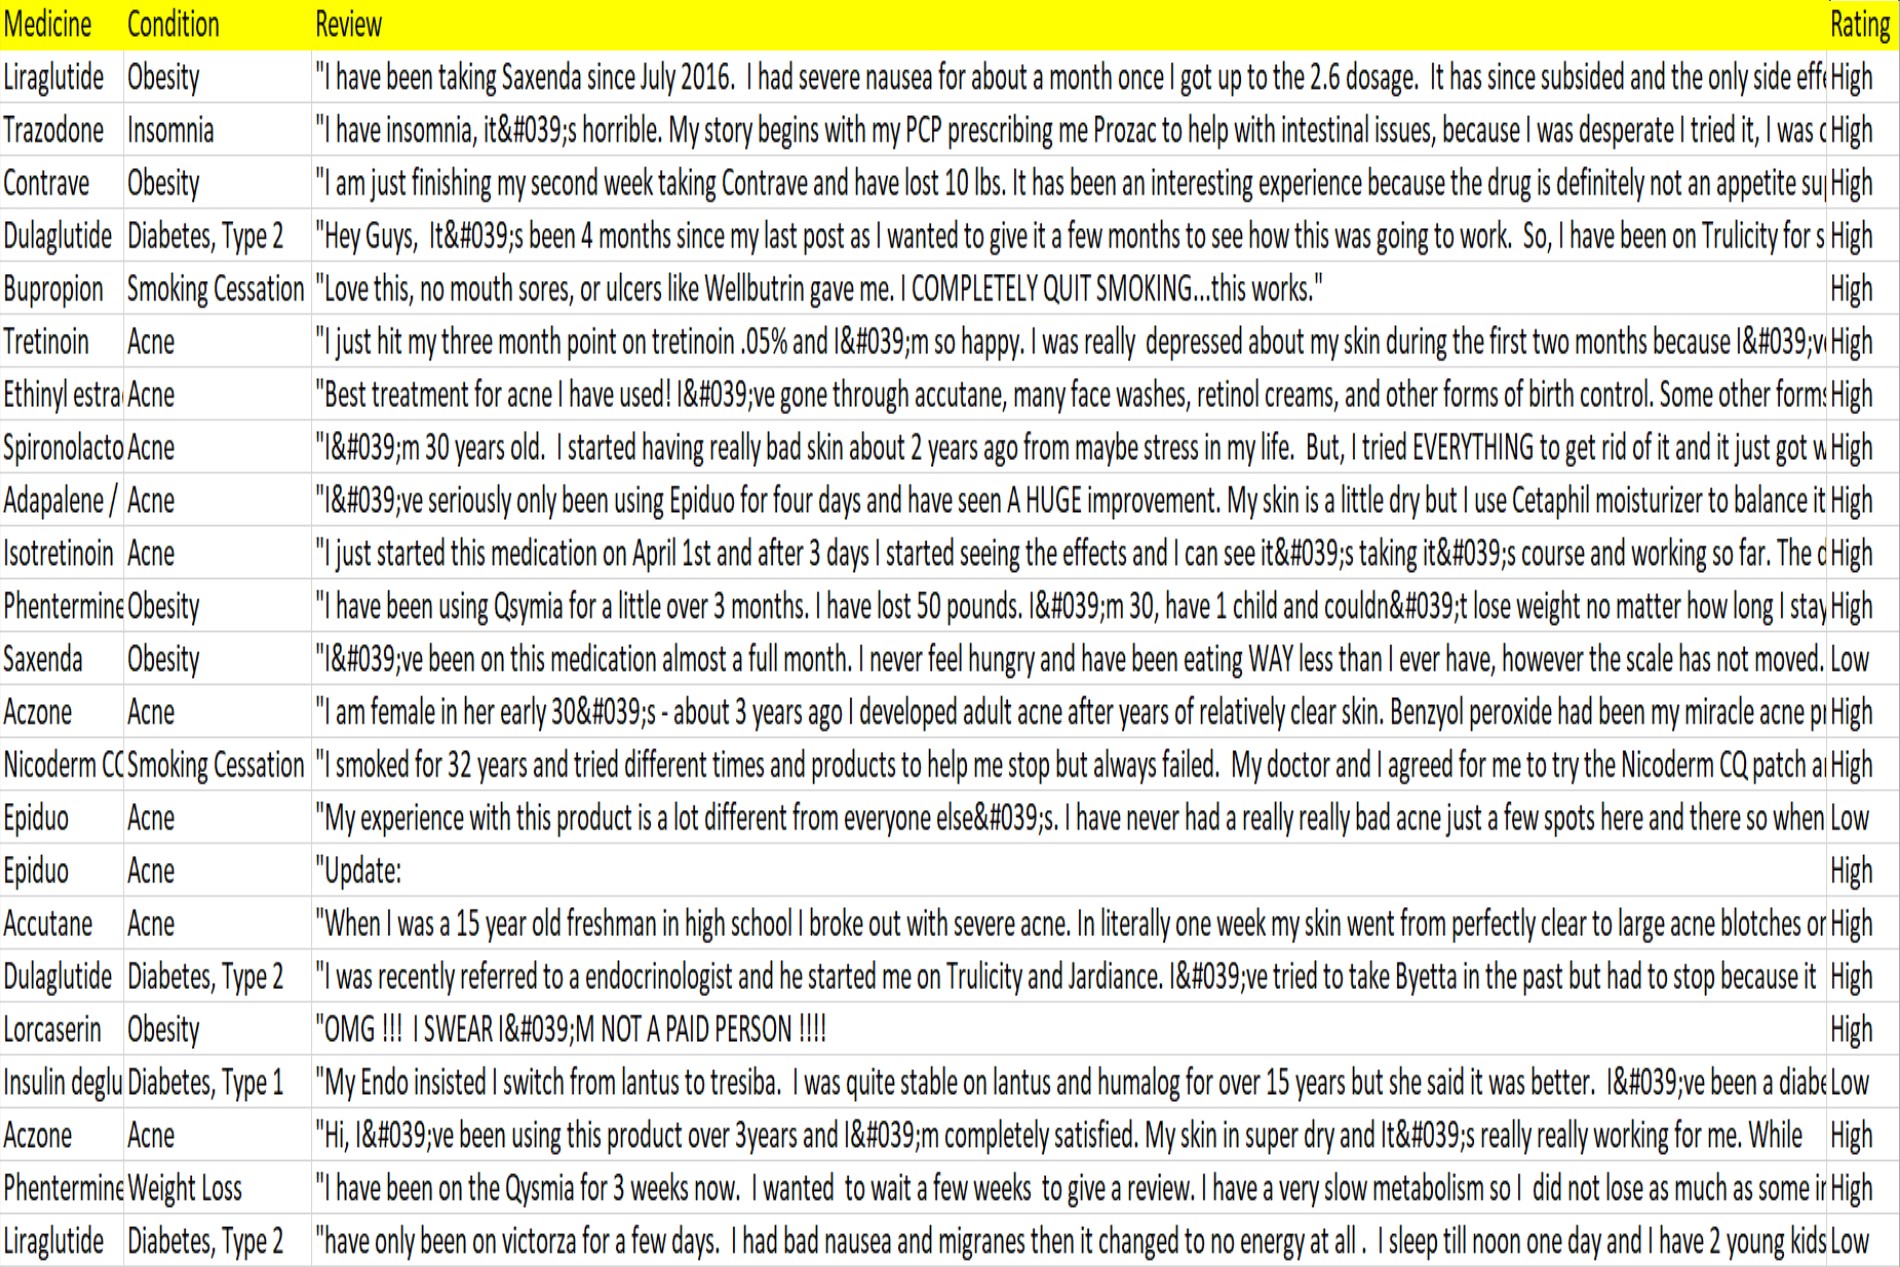 Medicine Condition Review Rating
Liraglutide Obesity "I have been taking Saxenda since July 2016.  I had severe nausea for about a month once I got up to the 2.6 dosage.  It has since subsided and the only side effe High
Trazodone Insomnia "I have insomnia, it&#039;s horrible. My story begins with my PCP prescribing me Prozac to help with intestinal issues, because I was desperate I tried it, I was c High
Contrave Obesity "I am just finishing my second week taking Contrave and have lost 10 lbs. It has been an interesting experience because the drug is definitely not an appetite sup High
Dulaglutide Diabetes, Type 2 "Hey Guys,  It&#039;s been 4 months since my last post as I wanted to give it a few months to see how this was going to work.  So, I have been on Trulicity for s High
Bupropion Smoking Cessation "Love this, no mouth sores, or ulcers like Wellbutrin gave me. I COMPLETELY QUIT SMOKING...this works." High
Tretinoin Acne "I just hit my three month point on tretinoin .05% and I&#039;m so happy. I was really  depressed about my skin during the first two months because I&#039;ve High
Ethinyl estra Acne "Best treatment for acne I have used! I&#039;ve gone through accutane, many face washes, retinol creams, and other forms of birth control. Some other forms High
Spironolacto Acne "I&#039;m 30 years old.  I started having really bad skin about 2 years ago from maybe stress in my life.  But, I tried EVERYTHING to get rid of it and it just got w High
Adapalene / Acne "I&#039;ve seriously only been using Epiduo for four days and have seen A HUGE improvement. My skin is a little dry but I use Cetaphil moisturizer to balance it High
Isotretinoin Acne "I just started this medication on April 1st and after 3 days I started seeing the effects and I can see it&#039;s taking it&#039;s course and working so far. The d High
Phentermine Obesity "I have been using Qsymia for a little over 3 months. I have lost 50 pounds. I&#039;m 30, have 1 child and couldn&#039;t lose weight no matter how long I stay High
Saxenda Obesity "I&#039;ve been on this medication almost a full month. I never feel hungry and have been eating WAY less than I ever have, however the scale has not moved. Low
Aczone Acne "I am female in her early 30&#039;s - about 3 years ago I developed adult acne after years of relatively clear skin. Benzyol peroxide had been my miracle acne pr High
Nicoderm CQ Smoking Cessation "I smoked for 32 years and tried different times and products to help me stop but always failed.  My doctor and I agreed for me to try the Nicoderm CQ patch an High
Epiduo Acne "My experience with this product is a lot different from everyone else&#039;s. I have never had a really really bad acne just a few spots here and there so when Low
Epiduo Acne "Update: High
Accutane Acne "When I was a 15 year old freshman in high school I broke out with severe acne. In literally one week my skin went from perfectly clear to large acne blotches on High
Dulaglutide Diabetes, Type 2 "I was recently referred to a endocrinologist and he started me on Trulicity and Jardiance. I&#039;ve tried to take Byetta in the past but had to stop because it High
Lorcaserin Obesity "OMG !!!  I SWEAR I&#039;M NOT A PAID PERSON !!!! High
Insulin deglu Diabetes, Type 1 "My Endo insisted I switch from lantus to tresiba.  I was quite stable on lantus and humalog for over 15 years but she said it was better.  I&#039;ve been a diabe Low
Aczone Acne "Hi, I&#039;ve been using this product over 3years and I&#039;m completely satisfied. My skin in super dry and It&#039;s really really working for me. While High
Phentermine Weight Loss "I have been on the Qysmia for 3 weeks now.  I wanted  to wait a few weeks  to give a review. I have a very slow metabolism so I  did not lose as much as some in High
Liraglutide Diabetes, Type 2 "have only been on victorza for a few days.  I had bad nausea and migranes then it changed to no energy at all .  I sleep till noon one day and I have 2 young kids Low